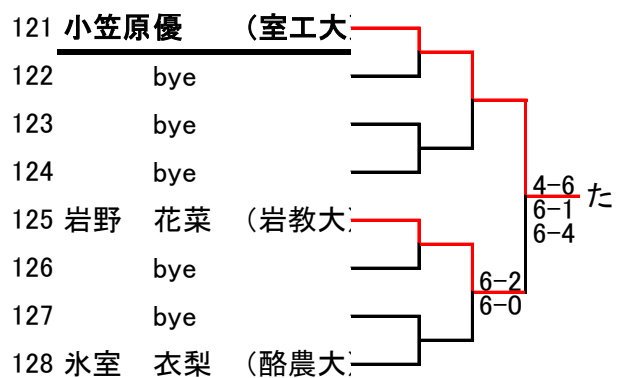 121 小笠原優 (室工大)
122 bye
123 bye
124 bye
4-6
6-1
6-4
た
125 岩野 花菜 (岩教大)
126 bye
6-2
6-0
127 bye
128 氷室 衣梨 (酪農大)